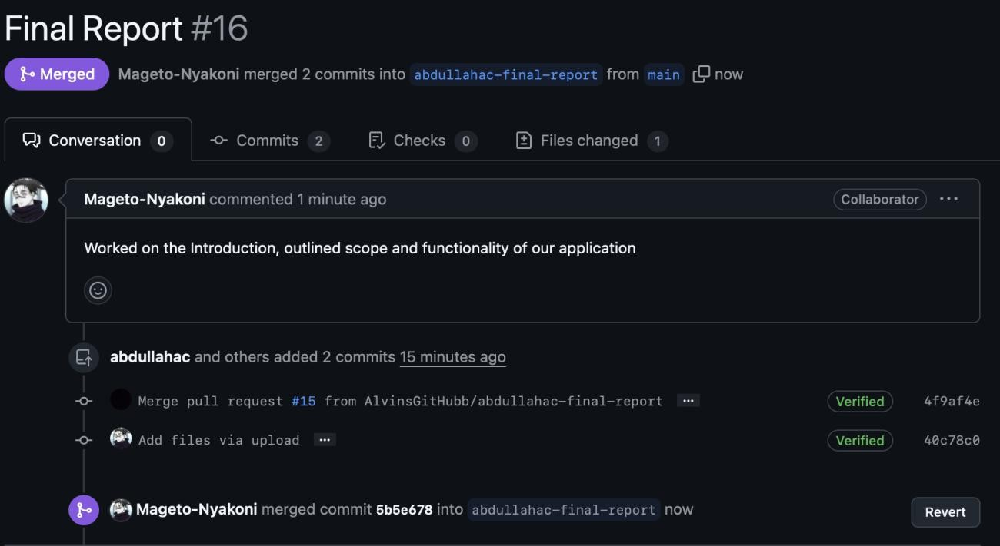 Final Report #16
Merged Mageto-Nyakoni merged 2 commits into abdullahac-final-report from main now
Conversation 0 Commits 2 Checks 0 Files changed 1
Mageto-Nyakoni commented 1 minute ago Collaborator ...
Worked on the Introduction, outlined scope and functionality of our application
abdullahac and others added 2 commits 15 minutes ago
Merge pull request #15 from AlvinsGitHubb/abdullahac-final-report ... Verified 4f9af4e
Add files via upload ... Verified 40c78c0
Mageto-Nyakoni merged commit 5b5e678 into abdullahac-final-report now Revert